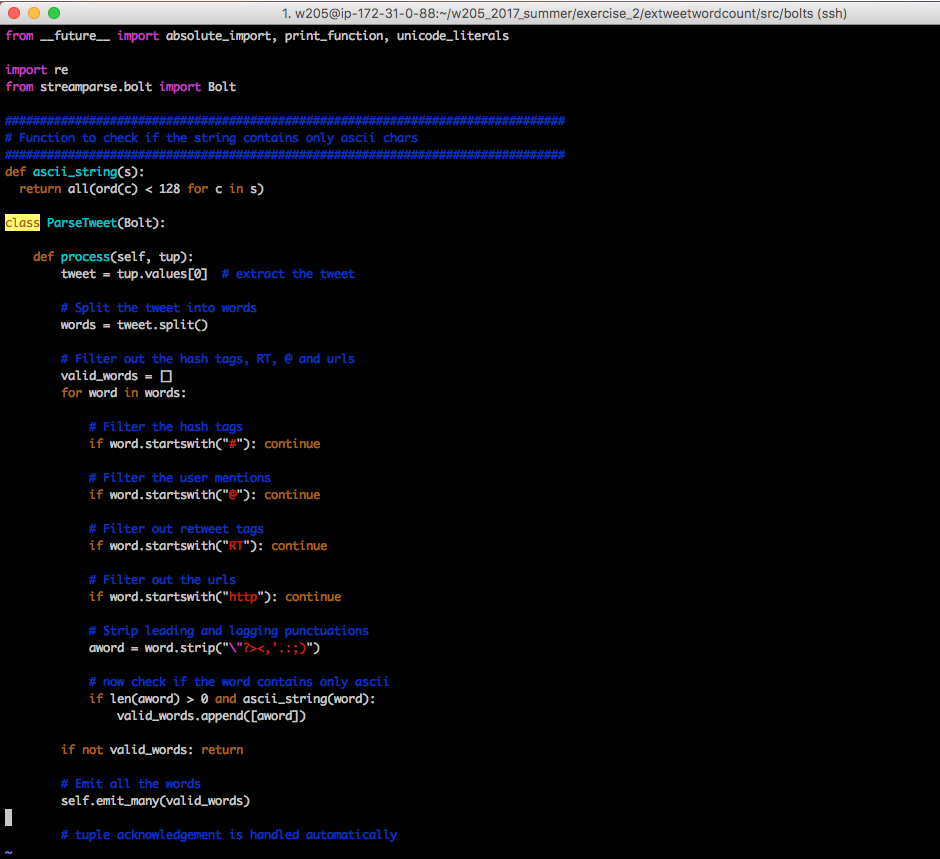 1. w205@ip-172-31-0-88:~/w205_2017_summer/exercise_2/extweetwordcount/src/bolts (ssh)
from __future__ import absolute_import, print_function, unicode_literals

import re
from streamparse.bolt import Bolt

################################################################################
# Function to check if the string contains only ascii chars
################################################################################
def ascii_string(s):
  return all(ord(c) < 128 for c in s)

class ParseTweet(Bolt):

    def process(self, tup):
        tweet = tup.values[0]  # extract the tweet

        # Split the tweet into words
        words = tweet.split()

        # Filter out the hash tags, RT, @ and urls
        valid_words = []
        for word in words:

            # Filter the hash tags
            if word.startswith("#"): continue

            # Filter the user mentions
            if word.startswith("@"): continue

            # Filter out retweet tags
            if word.startswith("RT"): continue

            # Filter out the urls
            if word.startswith("http"): continue

            # Strip leading and lagging punctuations
            aword = word.strip("\"?><,'.:;)")

            # now check if the word contains only ascii
            if len(aword) > 0 and ascii_string(word):
                valid_words.append([aword])

        if not valid_words: return

        # Emit all the words
        self.emit_many(valid_words)

        # tuple acknowledgement is handled automatically
~